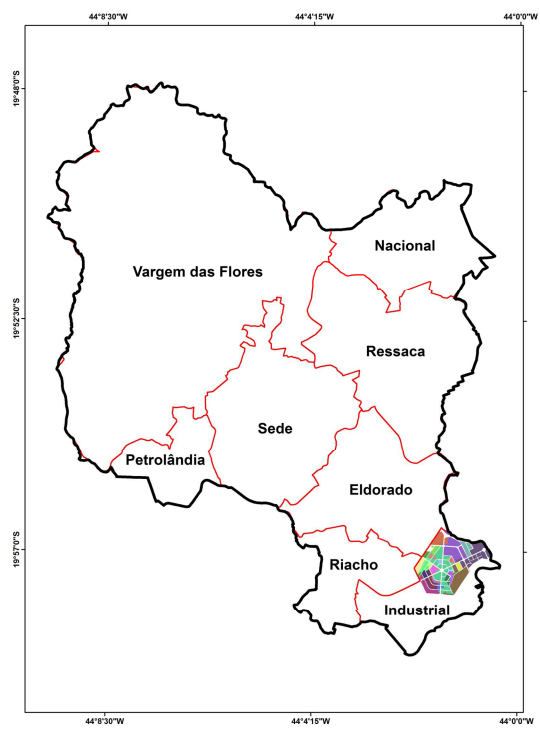 44°8'30"W 44°4'15"W 44°0'0"W
19°48'0"S
Nacional
Vargem das Flores
19°52'30"S
Ressaca
Sede
Petrolândia
Eldorado
19°57'0"S
Riacho
Industrial
44°8'30"W 44°4'15"W 44°0'0"W